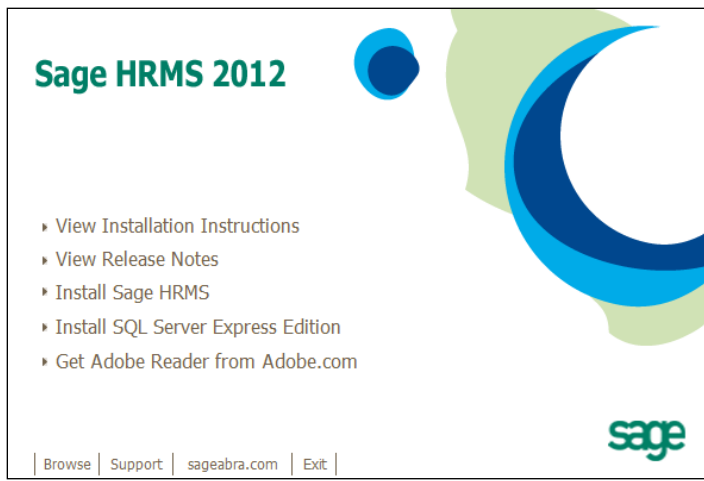 Sage HRMS 2012
View Installation Instructions
View Release Notes
Install Sage HRMS
Install SQL Server Express Edition
Get Adobe Reader from Adobe.com
sage
Browse Support sageabra.com Exit